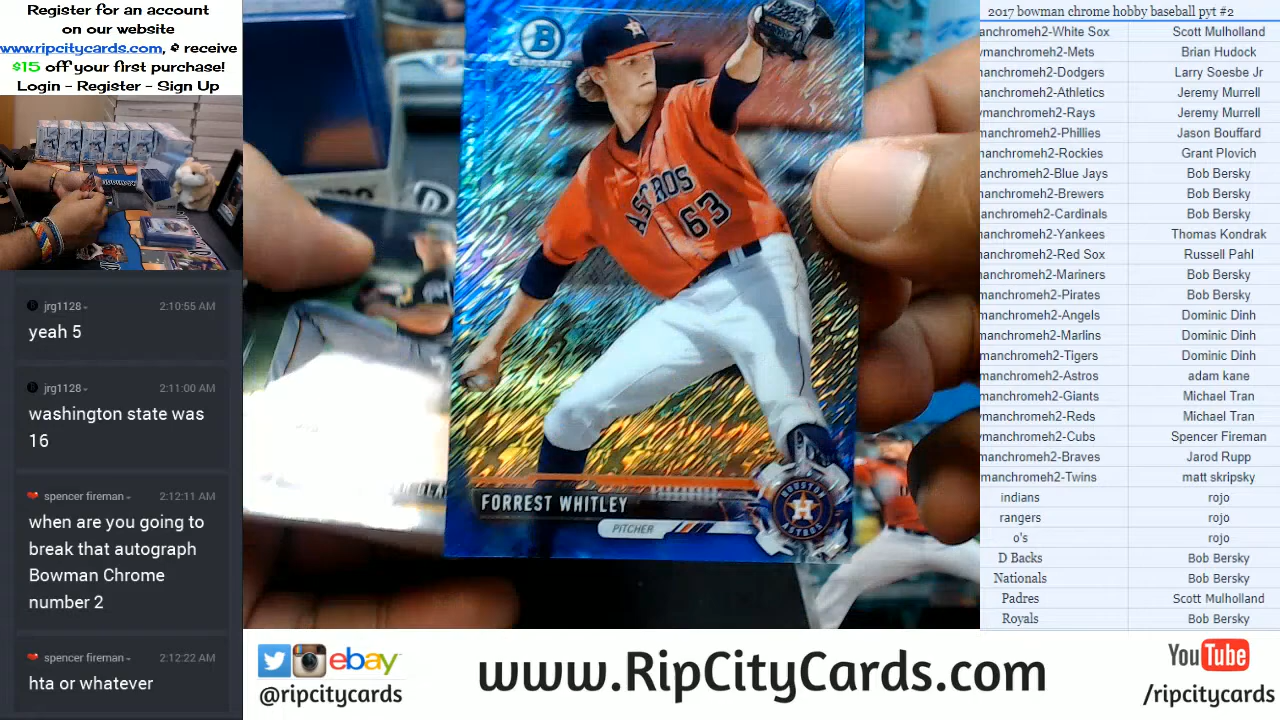 Register for an account
on our website
www.ripcitycards.com, & receive
$15 off your first purchase!
Login - Register - Sign Up
jrg1128
2:10:55 AM
yeah 5
jrg1128
2:11:00 AM
washington state was
16
spencer fireman
2:12:11 AM
when are you going to
break that autograph
Bowman Chrome
number 2
spencer fireman
2:12:22 AM
hta or whatever
B
Chrome
ASTROS
63
FORREST WHITLEY
PITCHER
HOUSTON
ASTROS
2017 bowman chrome hobby baseball pyt #2
anchromeh2-White Sox Scott Mulholland
manchromeh2-Mets Brian Hudock
manchromeh2-Dodgers Larry Soesbe Jr
manchromeh2-Athletics Jeremy Murrell
manchromeh2-Rays Jeremy Murrell
manchromeh2-Phillies Jason Bouffard
manchromeh2-Rockies Grant Plovich
manchromeh2-Blue Jays Bob Bersky
manchromeh2-Brewers Bob Bersky
manchromeh2-Cardinals Bob Bersky
manchromeh2-Yankees Thomas Kondrak
manchromeh2-Red Sox Russell Pahl
manchromeh2-Mariners Bob Bersky
manchromeh2-Pirates Bob Bersky
manchromeh2-Angels Dominic Dinh
manchromeh2-Marlins Dominic Dinh
manchromeh2-Tigers Dominic Dinh
manchromeh2-Astros adam kane
manchromeh2-Giants Michael Tran
manchromeh2-Reds Michael Tran
manchromeh2-Cubs Spencer Fireman
manchromeh2-Braves Jarod Rupp
manchromeh2-Twins matt skripsky
indians rojo
rangers rojo
o's rojo
D Backs Bob Bersky
Nationals Bob Bersky
Padres Scott Mulholland
Royals Bob Bersky
ebay
@ripcitycards
www.RipCityCards.com
YouTube
/ripcitycards